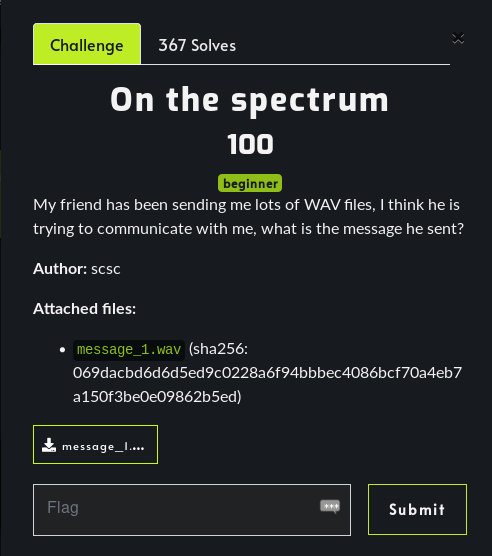 Challenge 367 Solves
On the spectrum
100
beginner
My friend has been sending me lots of WAV files, I think he is
trying to communicate with me, what is the message he sent?
Author: scsc
Attached files:
• message_1.wav (sha256:
069dacbd6d6d5ed9c0228a6f94bbbec4086bcf70a4eb7
a150f3be0e09862b5ed)
message_1....
Flag
Submit